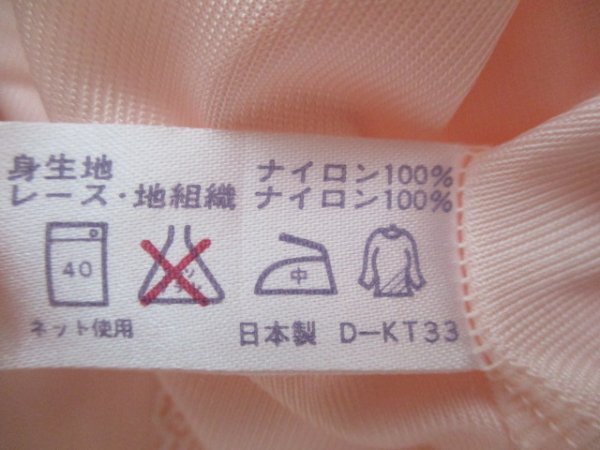 身生地 ナイロン100%
レース・地組織 ナイロン100%
40 中
ネット使用 日本製 D-KT33